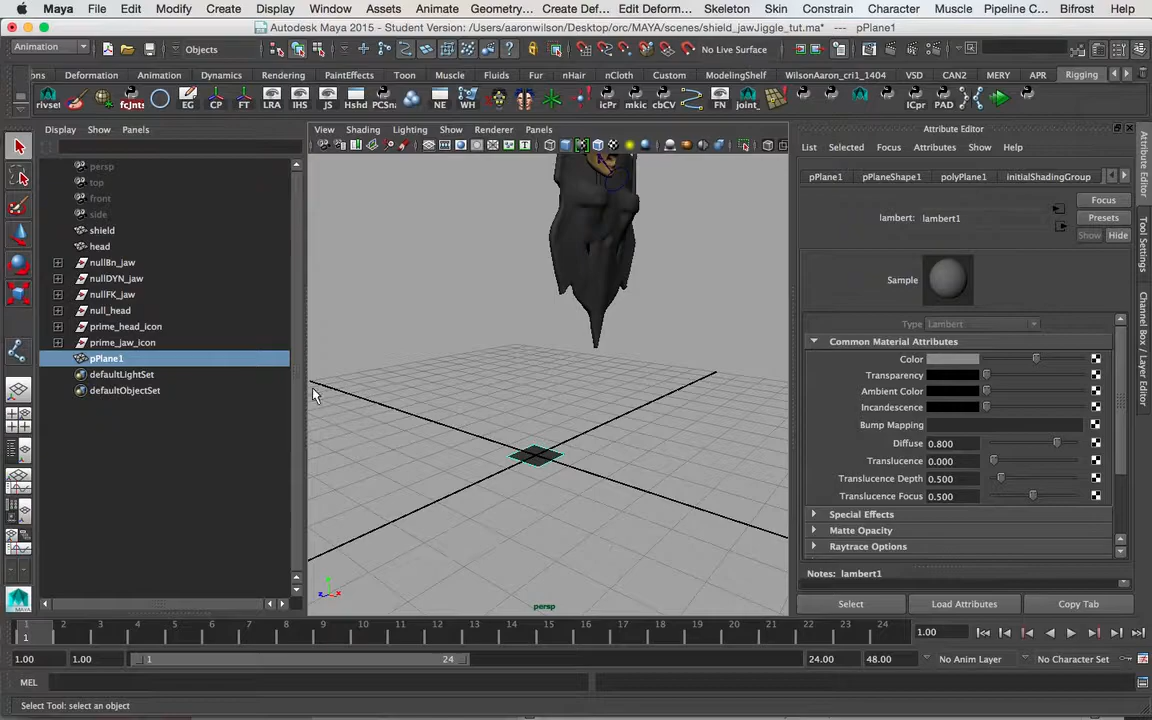 Maya File Edit Modify Create Display Window Assets Animate Geometry... Create Def... Edit Deform... Skeleton Skin Constrain Character Muscle Pipeline C... Bifrost Help
Autodesk Maya 2015 - Student Version: /Users/aaronwilson/Desktop/orc/MAYA/scenes/shield_jawJiggle_tut.ma* --- pPlane1
Animation Objects No Live Surface
ons Deformation Animation Dynamics Rendering PaintEffects Toon Muscle Fluids Fur nHair nCloth Custom ModelingShelf WilsonAaron_cri1_1404 VSD CAN2 MERY APR Rigging
rivset fcJnts EG CP FT LRA IHS JS Hshd PCSn NE WH icPr mkic cbCV FN joint_ ICpr PAD
Display Show Panels
View Shading Lighting Show Renderer Panels
Attribute Editor
List Selected Focus Attributes Show Help
persp
top
front
side
shield
head
nullBn_jaw
nullDYN_jaw
nullFK_jaw
null_head
prime_head_icon
prime_jaw_icon
pPlane1
defaultLightSet
defaultObjectSet
persp
pPlane1 pPlaneShape1 polyPlane1 initialShadingGroup
Focus
lambert: lambert1
Presets
Show Hide
Sample
Type Lambert
Common Material Attributes
Color
Transparency
Ambient Color
Incandescence
Bump Mapping
Diffuse 0.800
Translucence 0.000
Translucence Depth 0.500
Translucence Focus 0.500
Special Effects
Matte Opacity
Raytrace Options
Notes: lambert1
Select Load Attributes Copy Tab
Attribute Editor
Tool Settings
Channel Box / Layer Editor
1 2 3 4 5 6 7 8 9 10 11 12 13 14 15 16 17 18 19 20 21 22 23 24
1
1.00
1.00 1.00 1 24 24.00 48.00 No Anim Layer No Character Set
MEL
Select Tool: select an object